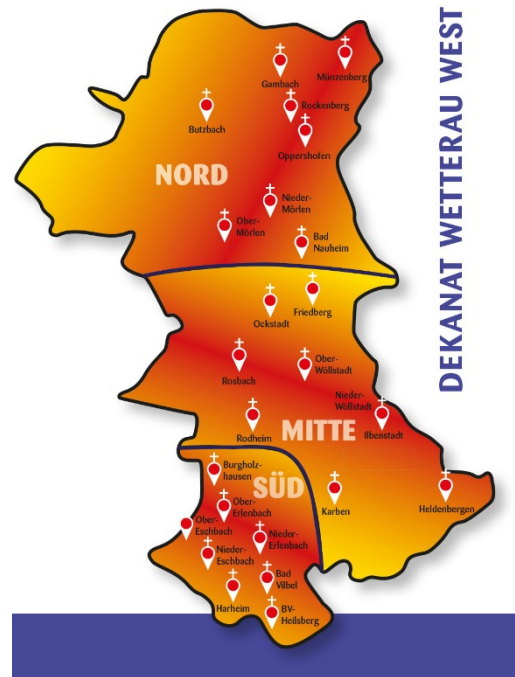 DEKANAT WETTERAU WEST
Münzenberg
Gambach
Rockenberg
Butzbach
Oppershofen
NORD
Nieder-
Mörlen
Ober-
Mörlen
Bad
Nauheim
Friedberg
Ockstadt
Ober-
Wöllstadt
Rosbach
Nieder-
Wöllstadt
Ilbenstadt
Rodheim
MITTE
Burgholz-
hausen
SÜD
Karben
Heldenbergen
Ober-
Erlenbach
Ober-
Eschbach
Nieder-
Erlenbach
Nieder-
Eschbach
Bad
Vilbel
Harheim
BV-
Heilsberg